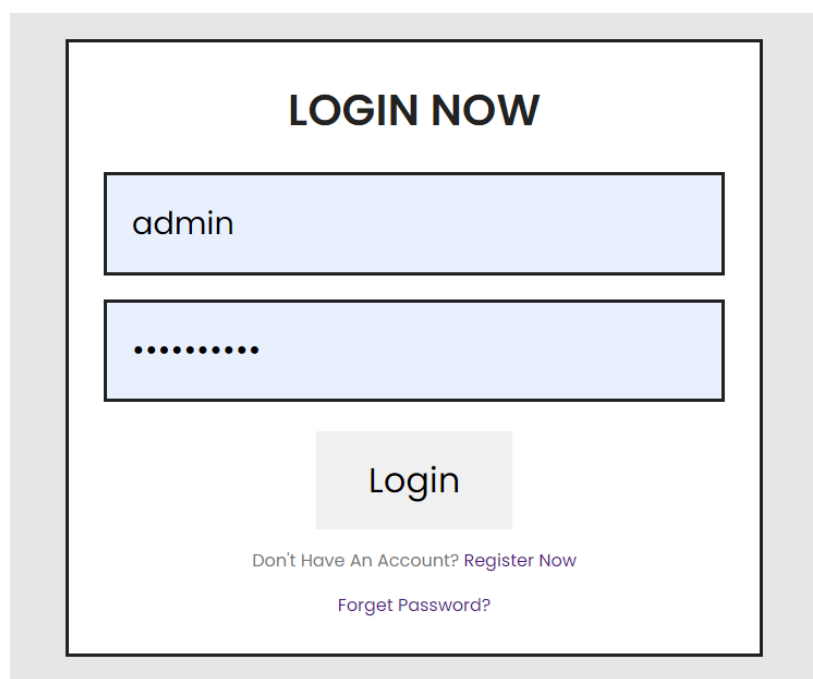 LOGIN NOW
admin
••••••••••
Login
Don't Have An Account? Register Now
Forget Password?